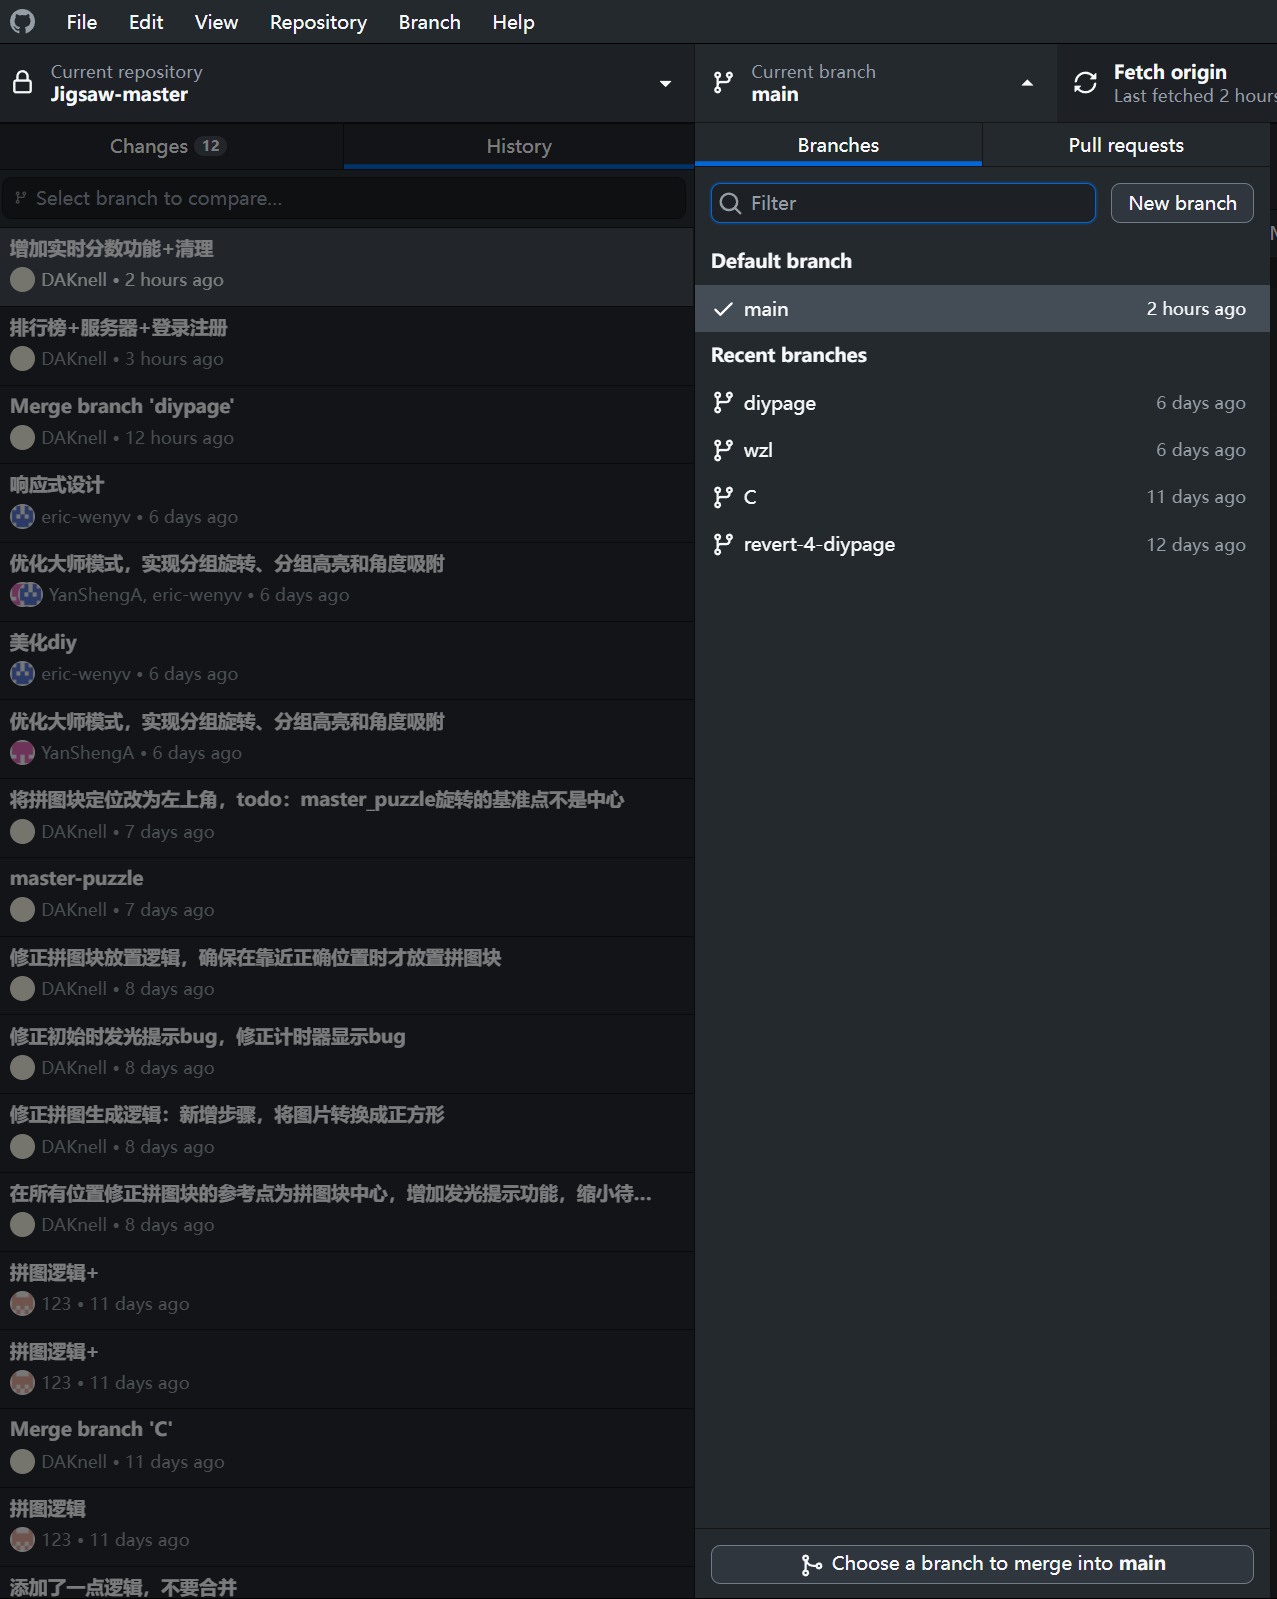 File Edit View Repository Branch Help
Current repository
Jigsaw-master
Current branch
main
Fetch origin
Last fetched 2 hours
Changes 12
History
Select branch to compare...
增加实时分数功能+清理
DAKnell • 2 hours ago
排行榜+服务器+登录注册
DAKnell • 3 hours ago
Merge branch 'diypage'
DAKnell • 12 hours ago
响应式设计
eric-wenyv • 6 days ago
优化大师模式，实现分组旋转、分组高亮和角度吸附
YanShengA, eric-wenyv • 6 days ago
美化diy
eric-wenyv • 6 days ago
优化大师模式，实现分组旋转、分组高亮和角度吸附
YanShengA • 6 days ago
将拼图块定位改为左上角，todo：master_puzzle旋转的基准点不是中心
DAKnell • 7 days ago
master-puzzle
DAKnell • 7 days ago
修正拼图块放置逻辑，确保在靠近正确位置时才放置拼图块
DAKnell • 8 days ago
修正初始时发光提示bug，修正计时器显示bug
DAKnell • 8 days ago
修正拼图生成逻辑：新增步骤，将图片转换成正方形
DAKnell • 8 days ago
在所有位置修正拼图块的参考点为拼图块中心，增加发光提示功能，缩小待...
DAKnell • 8 days ago
拼图逻辑+
123 • 11 days ago
拼图逻辑+
123 • 11 days ago
Merge branch 'C'
DAKnell • 11 days ago
拼图逻辑
123 • 11 days ago
添加了一点逻辑，不要合并
Branches
Pull requests
Filter
New branch
Default branch
main 2 hours ago
Recent branches
diypage 6 days ago
wzl 6 days ago
C 11 days ago
revert-4-diypage 12 days ago
Choose a branch to merge into main